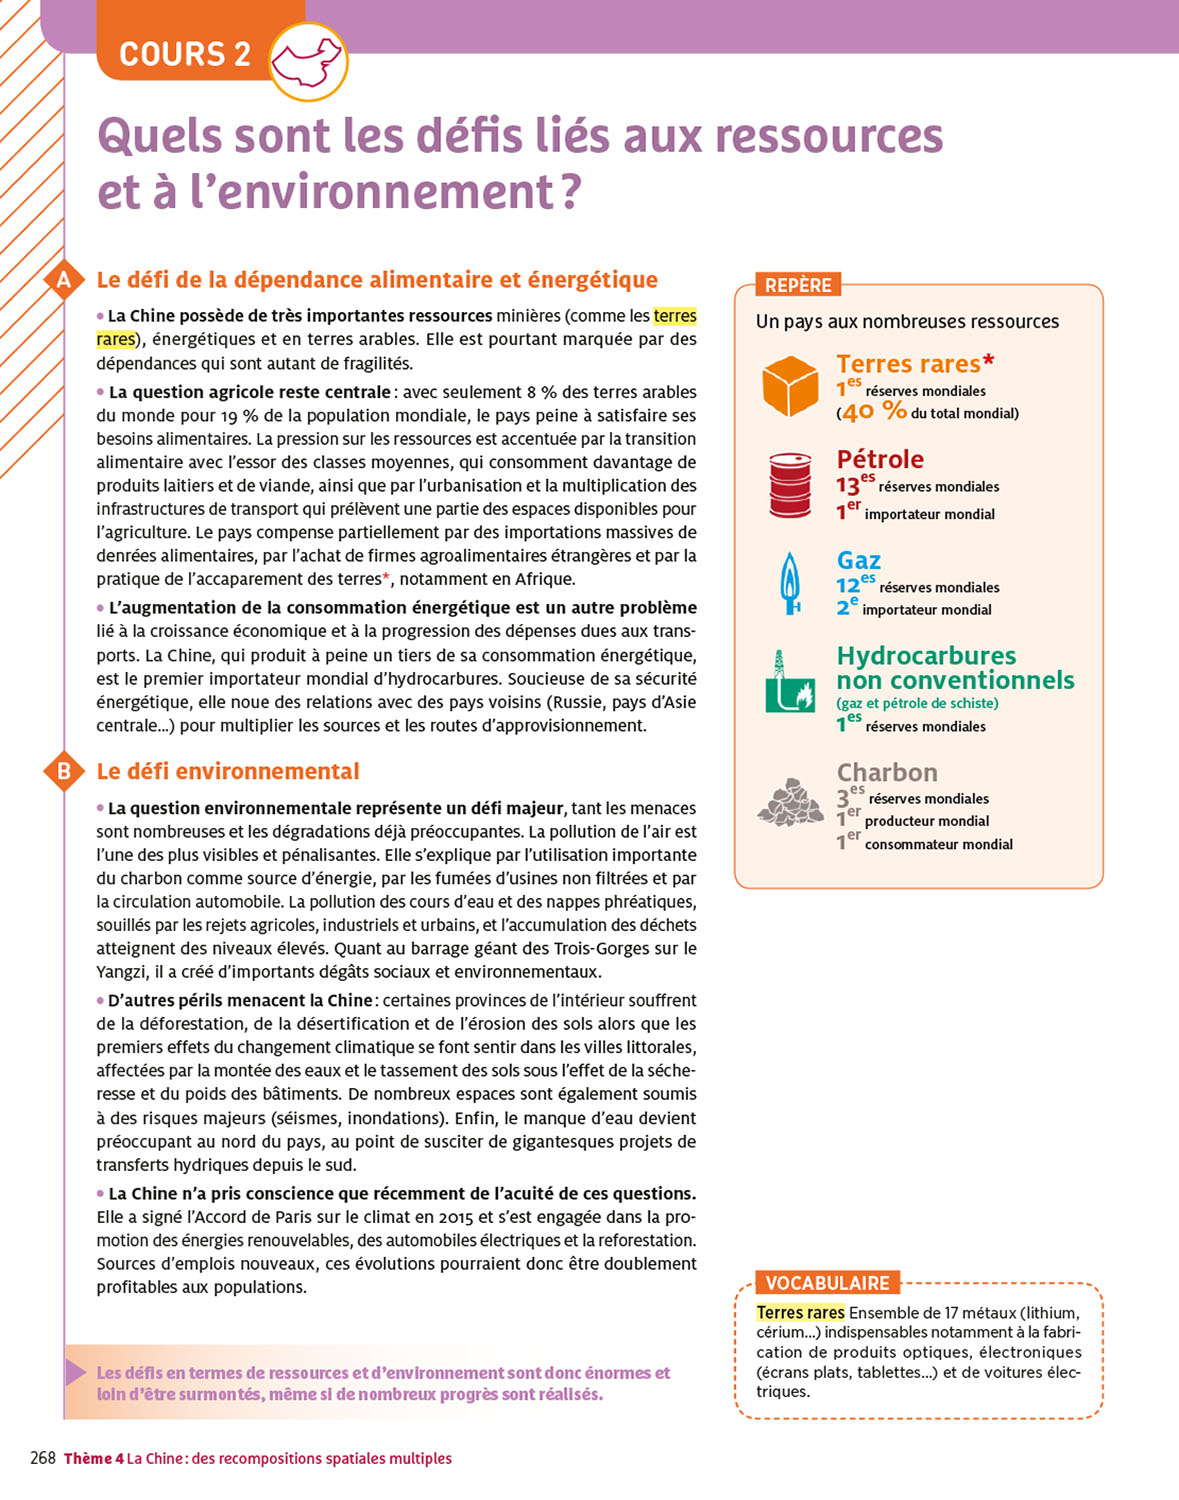 COURS 2
Quels sont les défis liés aux ressources
et à l’environnement ?
A Le défi de la dépendance alimentaire et énergétique
• La Chine possède de très importantes ressources minières (comme les terres
rares), énergétiques et en terres arables. Elle est pourtant marquée par des
dépendances qui sont autant de fragilités.
• La question agricole reste centrale : avec seulement 8 % des terres arables
du monde pour 19 % de la population mondiale, le pays peine à satisfaire ses
besoins alimentaires. La pression sur les ressources est accentuée par la transition
alimentaire avec l’essor des classes moyennes, qui consomment davantage de
produits laitiers et de viande, ainsi que par l’urbanisation et la multiplication des
infrastructures de transport qui prélèvent une partie des espaces disponibles pour
l’agriculture. Le pays compense partiellement par des importations massives de
denrées alimentaires, par l’achat de firmes agroalimentaires étrangères et par la
pratique de l’accaparement des terres*, notamment en Afrique.
• L’augmentation de la consommation énergétique est un autre problème
lié à la croissance économique et à la progression des dépenses dues aux trans-
ports. La Chine, qui produit à peine un tiers de sa consommation énergétique,
est le premier importateur mondial d’hydrocarbures. Soucieuse de sa sécurité
énergétique, elle noue des relations avec des pays voisins (Russie, pays d’Asie
centrale...) pour multiplier les sources et les routes d’approvisionnement.
B Le défi environnemental
• La question environnementale représente un défi majeur, tant les menaces
sont nombreuses et les dégradations déjà préoccupantes. La pollution de l’air est
l’une des plus visibles et pénalisantes. Elle s’explique par l’utilisation importante
du charbon comme source d’énergie, par les fumées d’usines non filtrées et par
la circulation automobile. La pollution des cours d’eau et des nappes phréatiques,
souillés par les rejets agricoles, industriels et urbains, et l’accumulation des déchets
atteignent des niveaux élevés. Quant au barrage géant des Trois-Gorges sur le
Yangzi, il a créé d’importants dégâts sociaux et environnementaux.
• D’autres périls menacent la Chine : certaines provinces de l’intérieur souffrent
de la déforestation, de la désertification et de l’érosion des sols alors que les
premiers effets du changement climatique se font sentir dans les villes littorales,
affectées par la montée des eaux et le tassement des sols sous l’effet de la séche-
resse et du poids des bâtiments. De nombreux espaces sont également soumis
à des risques majeurs (séismes, inondations). Enfin, le manque d’eau devient
préoccupant au nord du pays, au point de susciter de gigantesques projets de
transferts hydriques depuis le sud.
• La Chine n’a pris conscience que récemment de l’acuité de ces questions.
Elle a signé l’Accord de Paris sur le climat en 2015 et s’est engagée dans la pro-
motion des énergies renouvelables, des automobiles électriques et la reforestation.
Sources d’emplois nouveaux, ces évolutions pourraient donc être doublement
profitables aux populations.
Les défis en termes de ressources et d’environnement sont donc énormes et
loin d’être surmontés, même si de nombreux progrès sont réalisés.
REPÈRE
Un pays aux nombreuses ressources
Terres rares*
1es réserves mondiales
(40 % du total mondial)
Pétrole
13es réserves mondiales
1er importateur mondial
Gaz
12es réserves mondiales
2e importateur mondial
Hydrocarbures
non conventionnels
(gaz et pétrole de schiste)
1es réserves mondiales
Charbon
3es réserves mondiales
1er producteur mondial
1er consommateur mondial
VOCABULAIRE
Terres rares Ensemble de 17 métaux (lithium,
cérium...) indispensables notamment à la fabri-
cation de produits optiques, électroniques
(écrans plats, tablettes...) et de voitures élec-
triques.
268 Thème 4 La Chine : des recompositions spatiales multiples